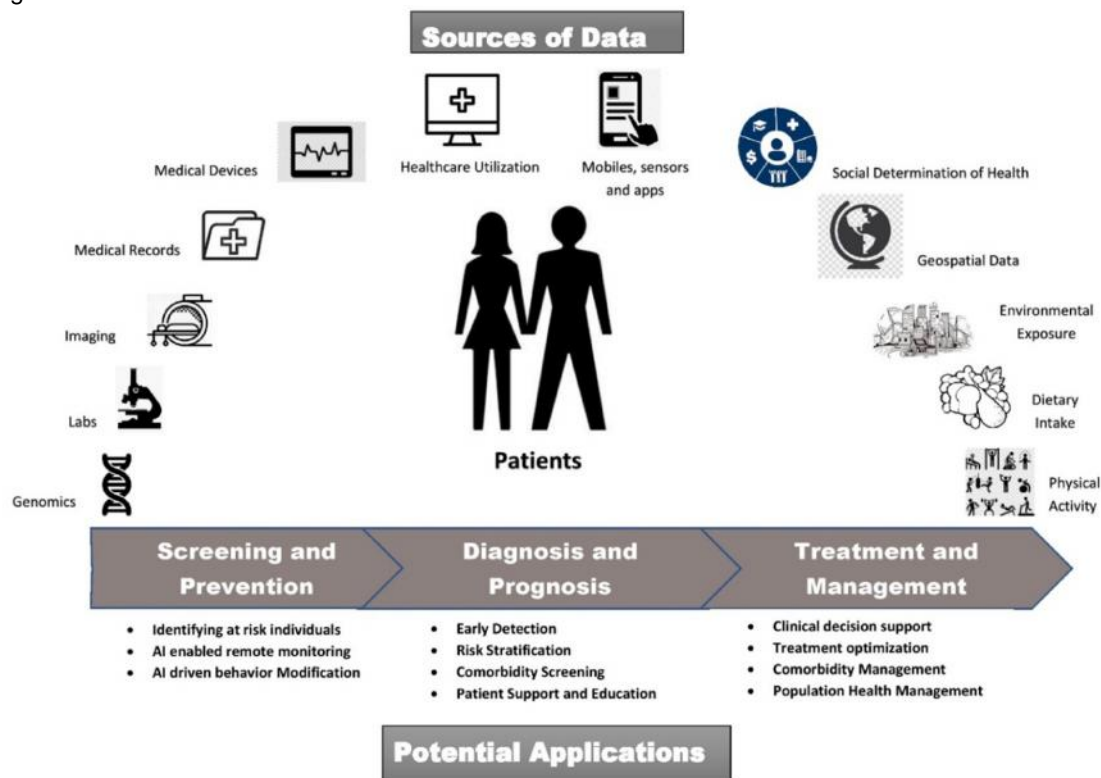 g
Sources of Data
Healthcare Utilization
Mobiles, sensors
and apps
Medical Devices
Social Determination of Health
Medical Records
Geospatial Data
Imaging
Environmental
Exposure
Labs
Dietary
Intake
Patients
Genomics
Physical
Activity
Screening and
Prevention
Diagnosis and
Prognosis
Treatment and
Management
• Identifying at risk individuals
• AI enabled remote monitoring
• AI driven behavior Modification
• Early Detection
• Risk Stratification
• Comorbidity Screening
• Patient Support and Education
• Clinical decision support
• Treatment optimization
• Comorbidity Management
• Population Health Management
Potential Applications